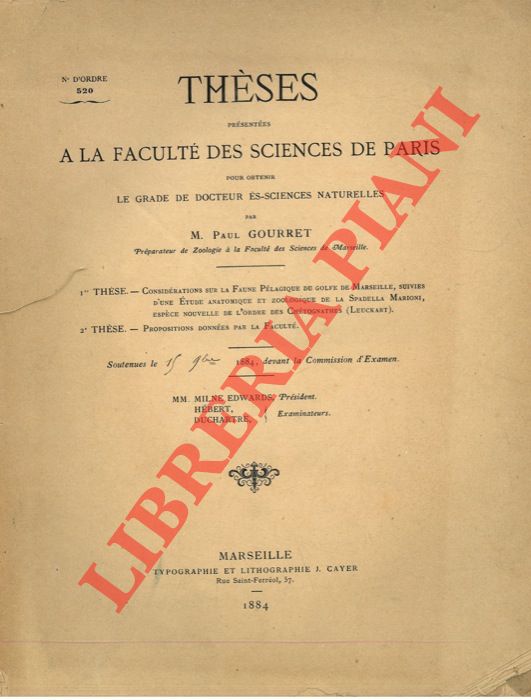 N° D'ORDRE
520
THÈSES
PRÉSENTÉES
A LA FACULTÉ DES SCIENCES DE PARIS
POUR OBTENIR
LE GRADE DE DOCTEUR ÈS-SCIENCES NATURELLES
PAR
M. PAUL GOURRET
Préparateur de Zoologie à la Faculté des Sciences de Marseille.
1re THÈSE. — CONSIDÉRATIONS SUR LA FAUNE PÉLAGIQUE DU GOLFE DE MARSEILLE, SUIVIES
D'UNE ÉTUDE ANATOMIQUE ET ZOOLOGIQUE DE LA SPADELLA MARIONI,
ESPÈCE NOUVELLE DE L'ORDRE DES CHÉTOGNATHES (LEUCKART).
2e THÈSE. — PROPOSITIONS DONNÉES PAR LA FACULTÉ.
Soutenues le 15 9bre 1884, devant la Commission d'Examen.
MM. MILNE EDWARDS, Président.
HÉBERT,
DUCHARTRE, } Examinateurs.
MARSEILLE
TYPOGRAPHIE ET LITHOGRAPHIE J. CAYER
Rue Saint-Ferréol, 57.
1884
LIBRERIA PIANI